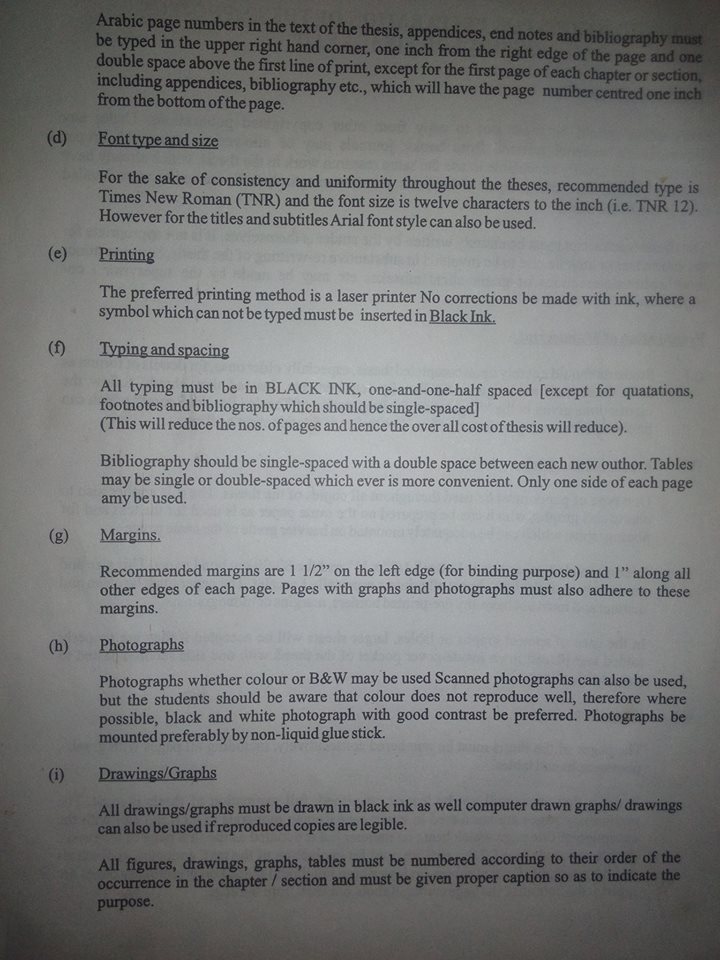 Arabic page numbers in the text of the thesis, appendices, end notes and bibliography must
be typed in the upper right hand corner, one inch from the right edge of the page and one
double space above the first line of print, except for the first page of each chapter or section,
including appendices, bibliography etc., which will have the page number centred one inch
from the bottom of the page.
(d) Font type and size
For the sake of consistency and uniformity throughout the theses, recommended type is
Times New Roman (TNR) and the font size is twelve characters to the inch (i.e. TNR 12).
However for the titles and subtitles Arial font style can also be used.
(e) Printing
The preferred printing method is a laser printer No corrections be made with ink, where a
symbol which can not be typed must be inserted in Black Ink.
(f) Typing and spacing
All typing must be in BLACK INK, one-and-one-half spaced [except for quatations,
footnotes and bibliography which should be single-spaced]
(This will reduce the nos. of pages and hence the over all cost of thesis will reduce).
Bibliography should be single-spaced with a double space between each new outhor. Tables
may be single or double-spaced which ever is more convenient. Only one side of each page
amy be used.
(g) Margins.
Recommended margins are 1 1/2” on the left edge (for binding purpose) and 1” along all
other edges of each page. Pages with graphs and photographs must also adhere to these
margins.
(h) Photographs
Photographs whether colour or B&W may be used Scanned photographs can also be used,
but the students should be aware that colour does not reproduce well, therefore where
possible, black and white photograph with good contrast be preferred. Photographs be
mounted preferably by non-liquid glue stick.
(i) Drawings/Graphs
All drawings/graphs must be drawn in black ink as well computer drawn graphs/ drawings
can also be used if reproduced copies are legible.
All figures, drawings, graphs, tables must be numbered according to their order of the
occurrence in the chapter / section and must be given proper caption so as to indicate the
purpose.